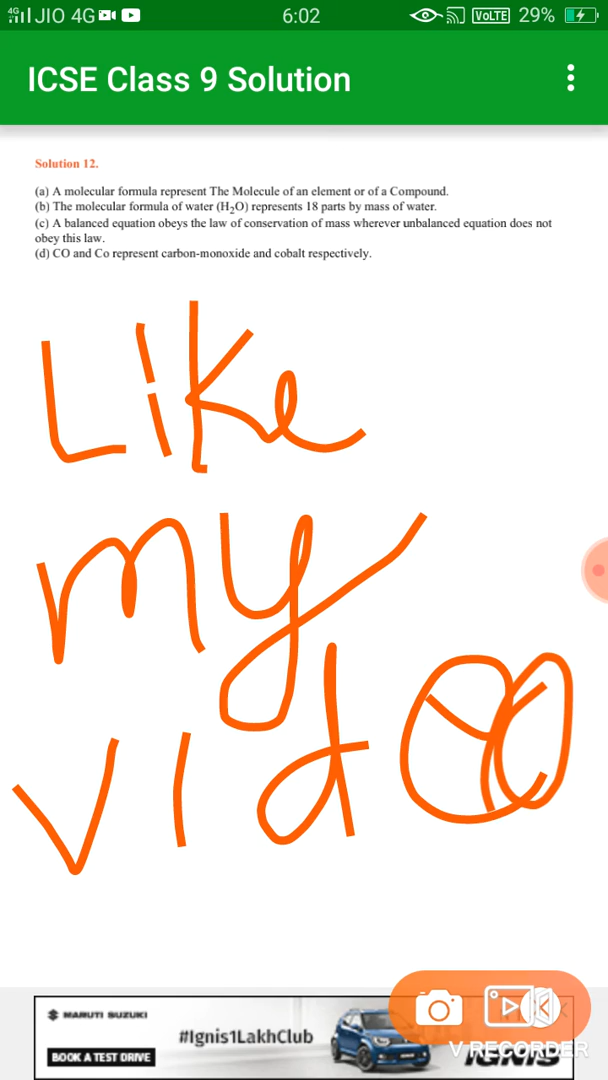 4G JIO 4G 6:02 VoLTE 29%
ICSE Class 9 Solution
Solution 12.
(a) A molecular formula represent The Molecule of an element or of a Compound.
(b) The molecular formula of water (H₂O) represents 18 parts by mass of water.
(c) A balanced equation obeys the law of conservation of mass wherever unbalanced equation does not
obey this law.
(d) CO and Co represent carbon-monoxide and cobalt respectively.
Like
my
video
MARUTI SUZUKI
#Ignis1LakhClub
BOOK A TEST DRIVE
V RECORDER
IGNIS